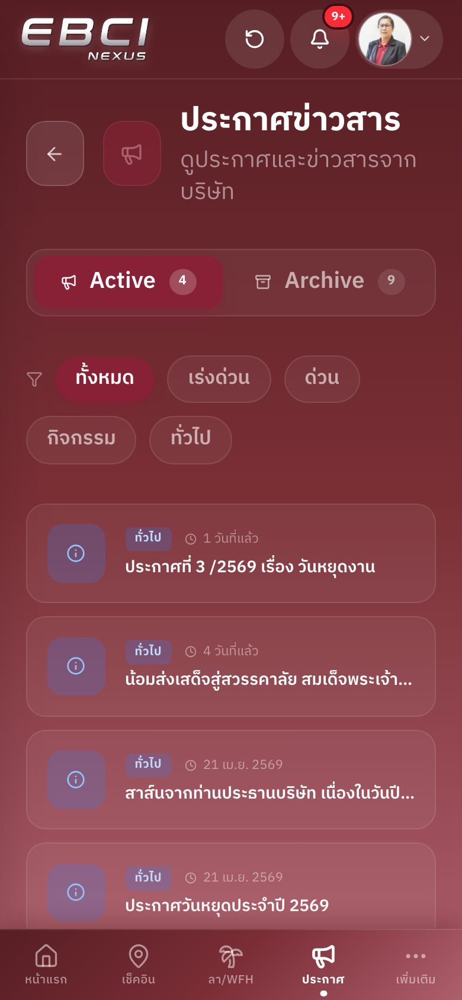 EBCI
NEXUS
9+
ประกาศข่าวสาร
ดูประกาศและข่าวสารจาก
บริษัท
Active 4 Archive 9
ทั้งหมด เร่งด่วน ด่วน
กิจกรรม ทั่วไป
ทั่วไป 1 วันที่แล้ว
ประกาศที่ 3 /2569 เรื่อง วันหยุดงาน
ทั่วไป 4 วันที่แล้ว
น้อมส่งเสด็จสู่สวรรคาลัย สมเด็จพระเจ้า...
ทั่วไป 21 เม.ย. 2569
สาส์นจากท่านประธานบริษัท เนื่องในวันปี...
ทั่วไป 21 เม.ย. 2569
ประกาศวันหยุดประจำปี 2569
หน้าแรก เช็คอิน ลา/WFH ประกาศ เพิ่มเติม